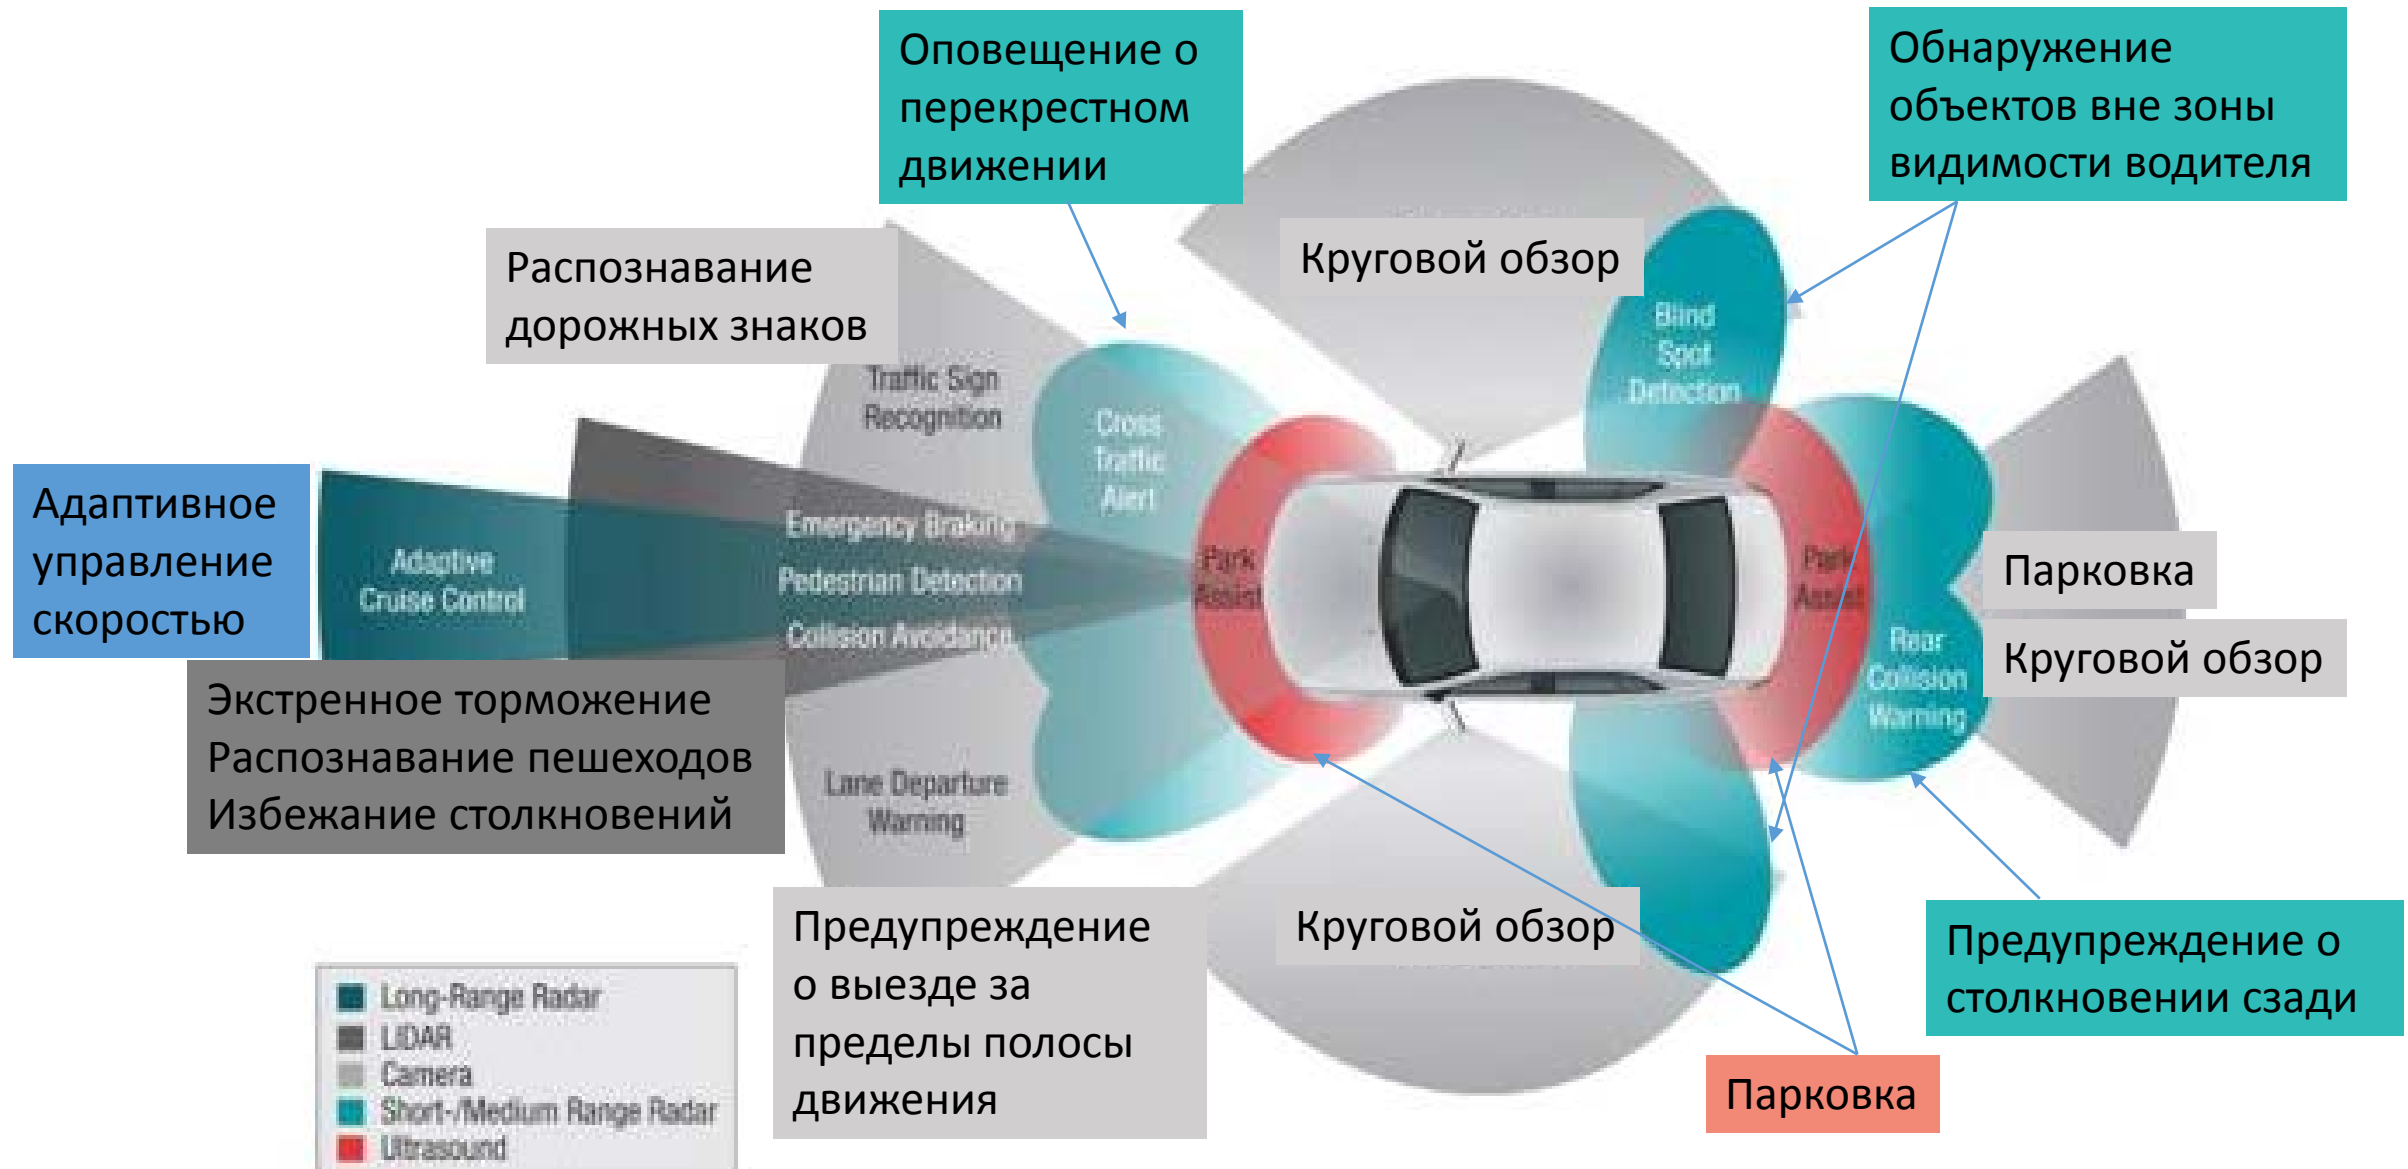 Оповещение о
перекрестном
движении
Обнаружение
объектов вне зоны
видимости водителя
Распознавание
дорожных знаков
Круговой обзор
Blind
Spot
Detection
Traffic Sign
Recognition
Cross
Traffic
Alert
Адаптивное
управление
скоростью
Adaptive
Cruise Control
Emergency Braking
Pedestrian Detection
Collision Avoidance
Park
Assist
Park
Assist
Парковка
Круговой обзор
Rear
Collision
Warning
Экстренное торможение
Распознавание пешеходов
Избежание столкновений
Lane Departure
Warning
Предупреждение
о выезде за
пределы полосы
движения
Круговой обзор
Предупреждение о
столкновении сзади
Парковка
Long-Range Radar
LIDAR
Camera
Short-/Medium Range Radar
Ultrasound